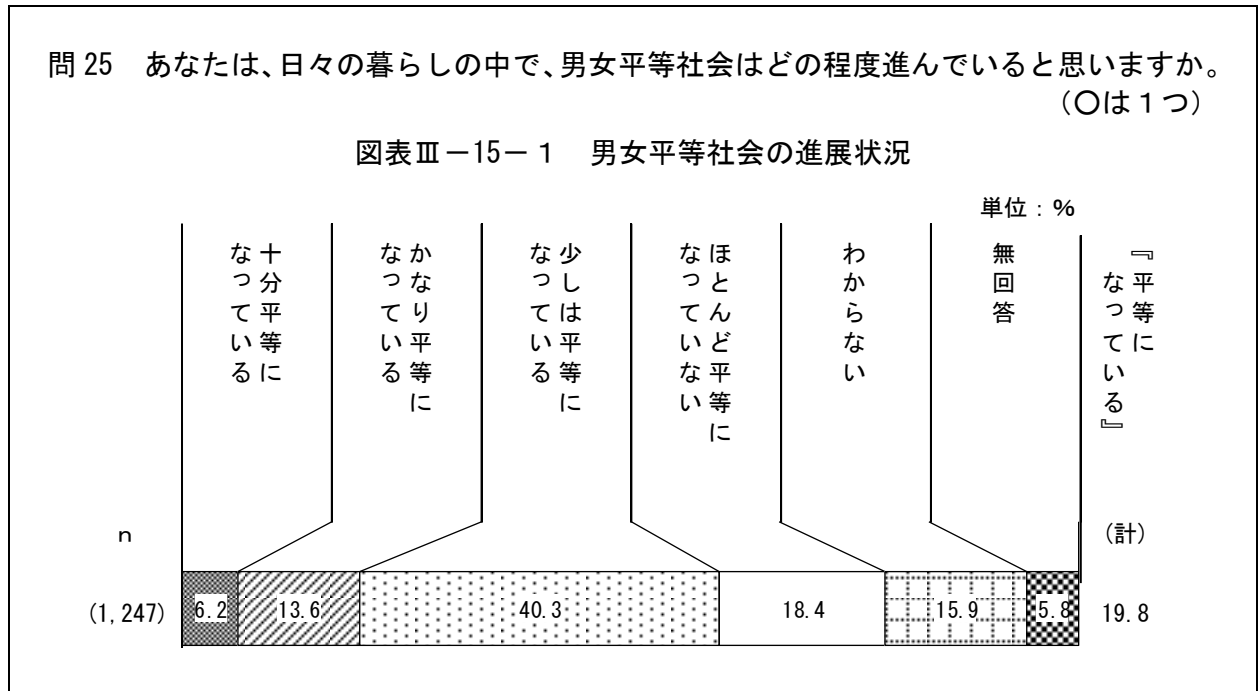 問25 あなたは、日々の暮らしの中で、男女平等社会はどの程度進んでいると思いますか。
（○は１つ）
図表Ⅲ－15－１ 男女平等社会の進展状況
単位：％
十分平等に
なっている
かなり平等に
なっている
少しは平等に
なっている
ほとんど平等に
なっていない
わからない
無回答
『平等に
なっている』
ｎ
（計）
(1,247)
6.2
13.6
40.3
18.4
15.9
5.8
19.8